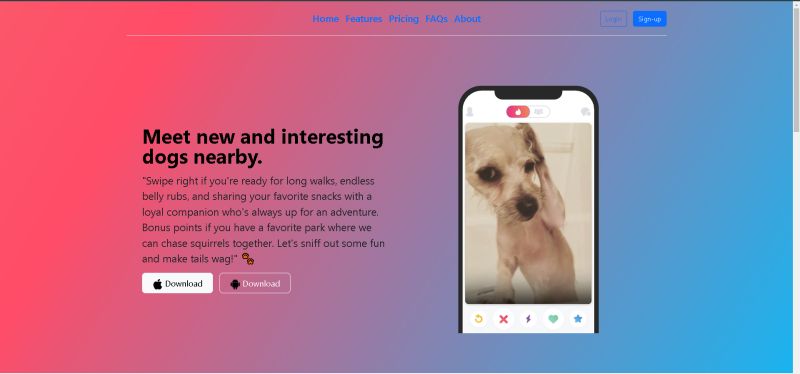 Home Features Pricing FAQs About
Login Sign-up
Meet new and interesting
dogs nearby.
"Swipe right if you're ready for long walks, endless
belly rubs, and sharing your favorite snacks with a
loyal companion who's always up for an adventure.
Bonus points if you have a favorite park where we
can chase squirrels together. Let's sniff out some fun
and make tails wag!"
Download Download